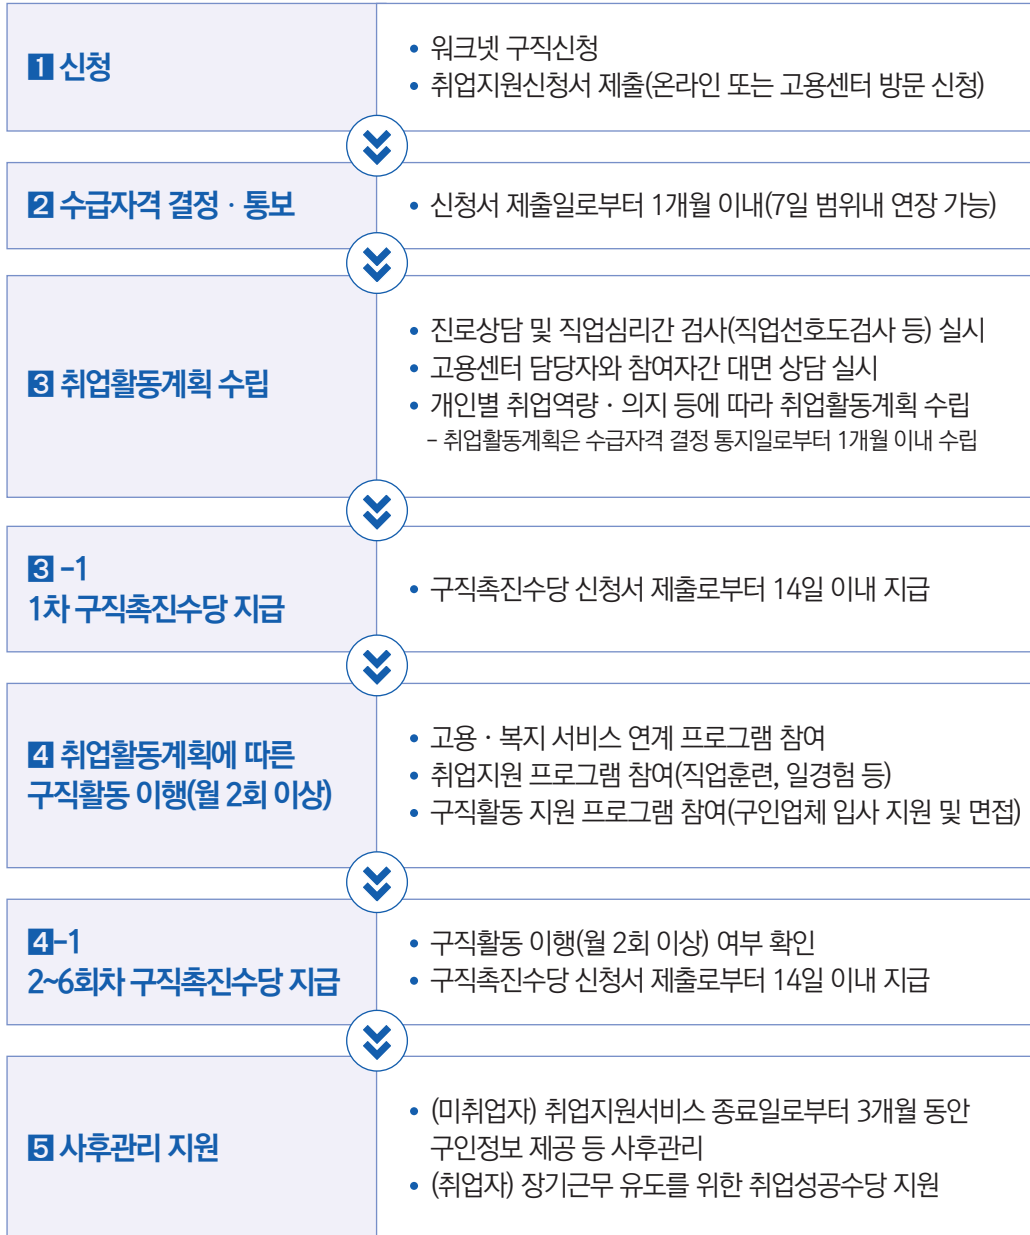 1 신청
• 워크넷 구직신청
• 취업지원신청서 제출(온라인 또는 고용센터 방문 신청)
2 수급자격 결정 · 통보
• 신청서 제출일로부터 1개월 이내(7일 범위내 연장 가능)
3 취업활동계획 수립
• 진로상담 및 직업심리간 검사(직업선호도검사 등) 실시
• 고용센터 담당자와 참여자간 대면 상담 실시
• 개인별 취업역량 · 의지 등에 따라 취업활동계획 수립
- 취업활동계획은 수급자격 결정 통지일로부터 1개월 이내 수립
3 -1
1차 구직촉진수당 지급
• 구직촉진수당 신청서 제출로부터 14일 이내 지급
4 취업활동계획에 따른
구직활동 이행(월 2회 이상)
• 고용 · 복지 서비스 연계 프로그램 참여
• 취업지원 프로그램 참여(직업훈련, 일경험 등)
• 구직활동 지원 프로그램 참여(구인업체 입사 지원 및 면접)
4-1
2~6회차 구직촉진수당 지급
• 구직활동 이행(월 2회 이상) 여부 확인
• 구직촉진수당 신청서 제출로부터 14일 이내 지급
5 사후관리 지원
• (미취업자) 취업지원서비스 종료일로부터 3개월 동안
구인정보 제공 등 사후관리
• (취업자) 장기근무 유도를 위한 취업성공수당 지원